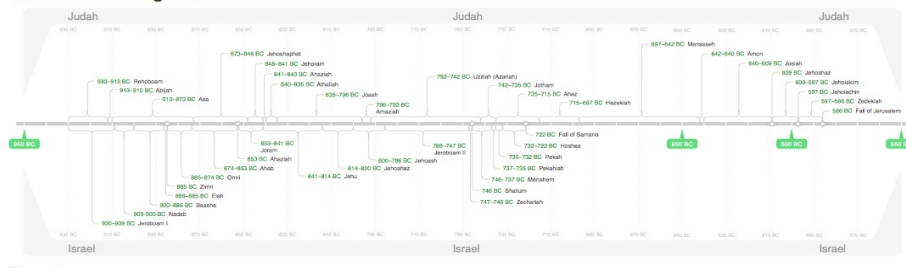 Judah
Judah
Judah
697–642 BC Manasseh
873–848 BC Jehoshaphat
642–640 BC Amon
848–841 BC Jehoram
640–609 BC Josiah
841–840 BC Ahaziah
609 BC Jehoahaz
930–913 BC Rehoboam
840–835 BC Athaliah
792–742 BC Uzziah (Azariah)
742–735 BC Jotham
609–597 BC Jehoiakim
913–910 BC Abijah
735–715 BC Ahaz
597 BC Jehoiachin
910–873 BC Asa
835–796 BC Joash
715–697 BC Hezekiah
597–586 BC Zedekiah
796–792 BC
Amaziah
586 BC Fall of Jerusalem
950 BC
650 BC
600 BC
722 BC Fall of Samaria
853–841
Joram
786–747
Jeroboam II
732–722 BC Hoshea
853 BC Ahaziah
800–786 BC Jehoash
735–732 BC Pekah
874–853 BC Ahab
814–800 BC Jehoahaz
737–735 BC Pekahiah
885–874 BC Omri
841–814 BC Jehu
746–737 BC Menahem
885 BC Zimri
746 BC Shallum
886–885 BC Elah
747–746 BC Zechariah
900–886 BC Baasha
909–900 BC Nadab
930–909 BC Jeroboam I
Israel
Israel
Israel